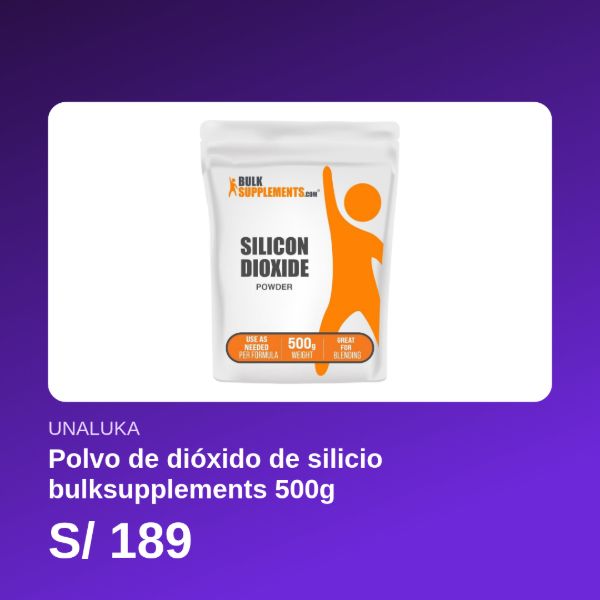 BULK
SUPPLEMENTS.COM®
SILICON
DIOXIDE
POWDER
USE AS
NEEDED
PER FORMULA
500g
WEIGHT
GREAT
FOR
BLENDING
UNALUKA
Polvo de dióxido de silicio
bulksupplements 500g
S/ 189